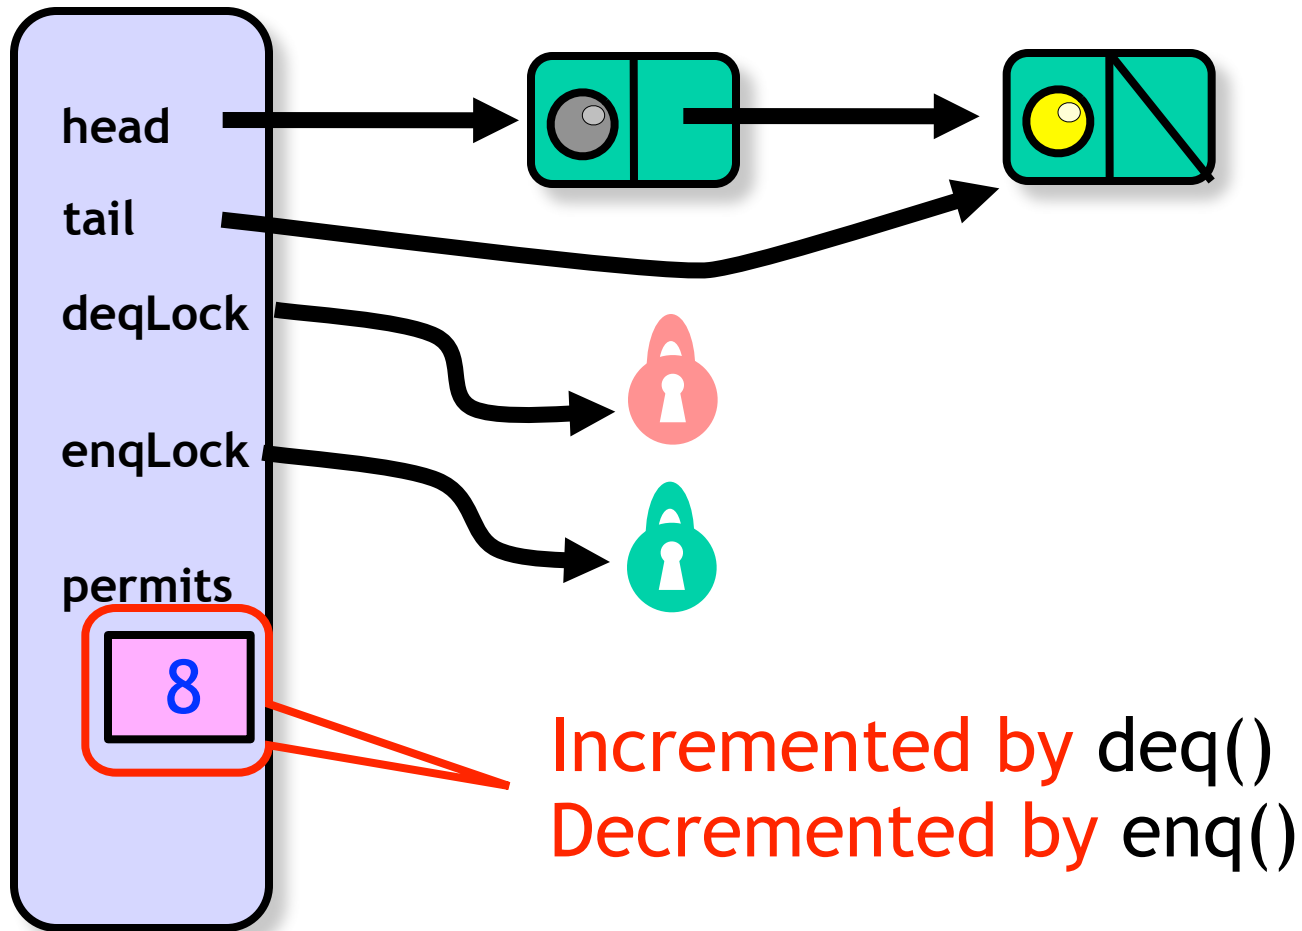 head
tail
deqLock
enqLock
permits
8
Incremented by deq()
Decremented by enq()